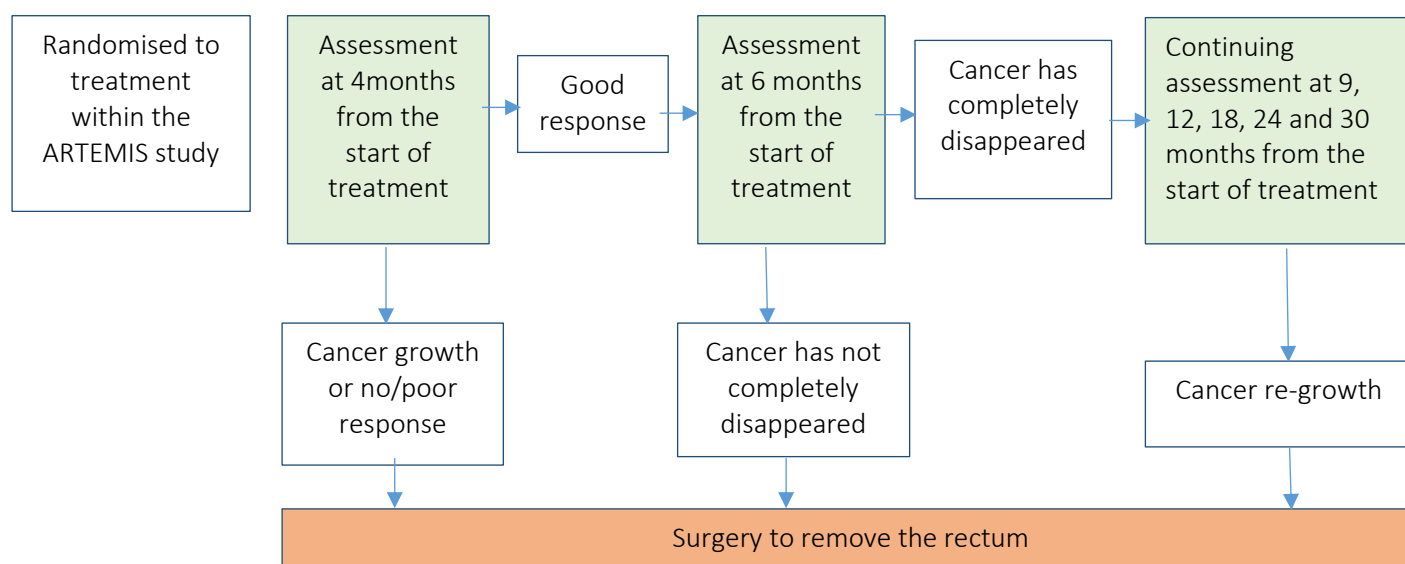 Randomised to
treatment
within the
ARTEMIS study
Assessment
at 4months
from the
start of
treatment
Good
response
Assessment
at 6 months
from the
start of
treatment
Cancer has
completely
disappeared
Continuing
assessment at 9,
12, 18, 24 and 30
months from the
start of treatment
Cancer growth
or no/poor
response
Cancer has not
completely
disappeared
Cancer re-growth
Surgery to remove the rectum